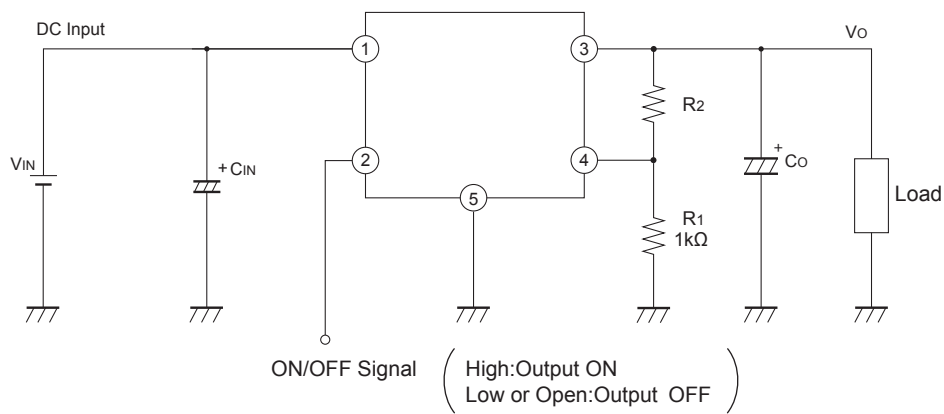 DC Input
VO
1
3
R2
VIN
+
CIN
2
4
+
CO
5
R1
1kΩ
Load
ON/OFF Signal
High:Output ON
Low or Open:Output OFF